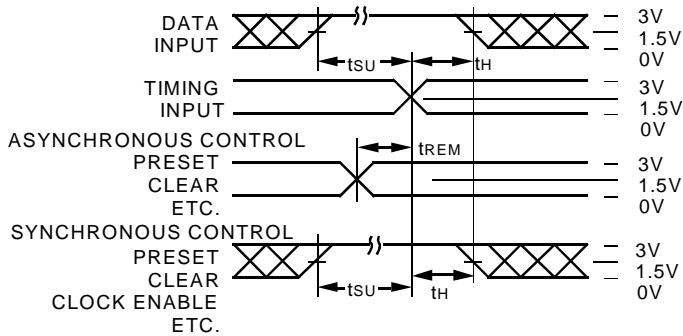 DATA
INPUT
3V
1.5V
0V
tSU
tH
TIMING
INPUT
3V
1.5V
0V
ASYNCHRONOUS CONTROL
tREM
PRESET
CLEAR
ETC.
3V
1.5V
0V
SYNCHRONOUS CONTROL
PRESET
CLEAR
CLOCK ENABLE
ETC.
3V
1.5V
0V
tSU
tH